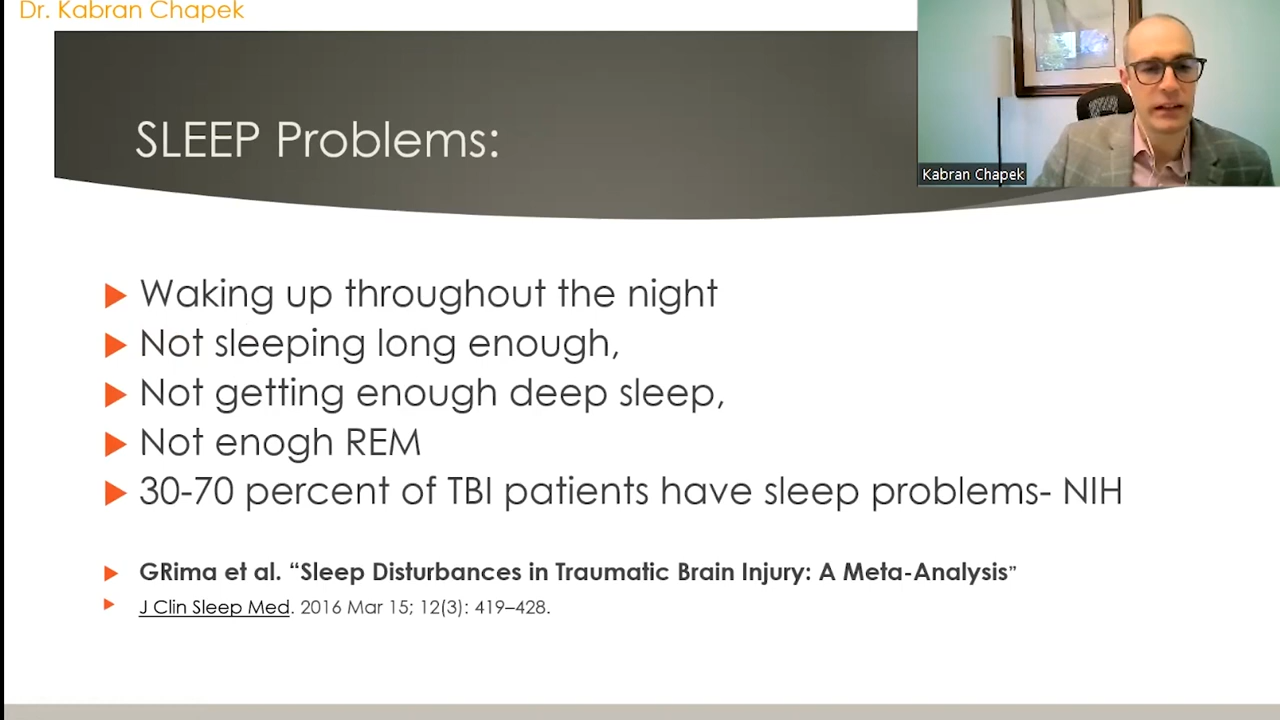 Dr. Kabran Chapek
SLEEP Problems:
Kabran Chapek
Waking up throughout the night
Not sleeping long enough,
Not getting enough deep sleep,
Not enogh REM
30-70 percent of TBI patients have sleep problems- NIH
GRima et al. “Sleep Disturbances in Traumatic Brain Injury: A Meta-Analysis”
J Clin Sleep Med. 2016 Mar 15; 12(3): 419–428.